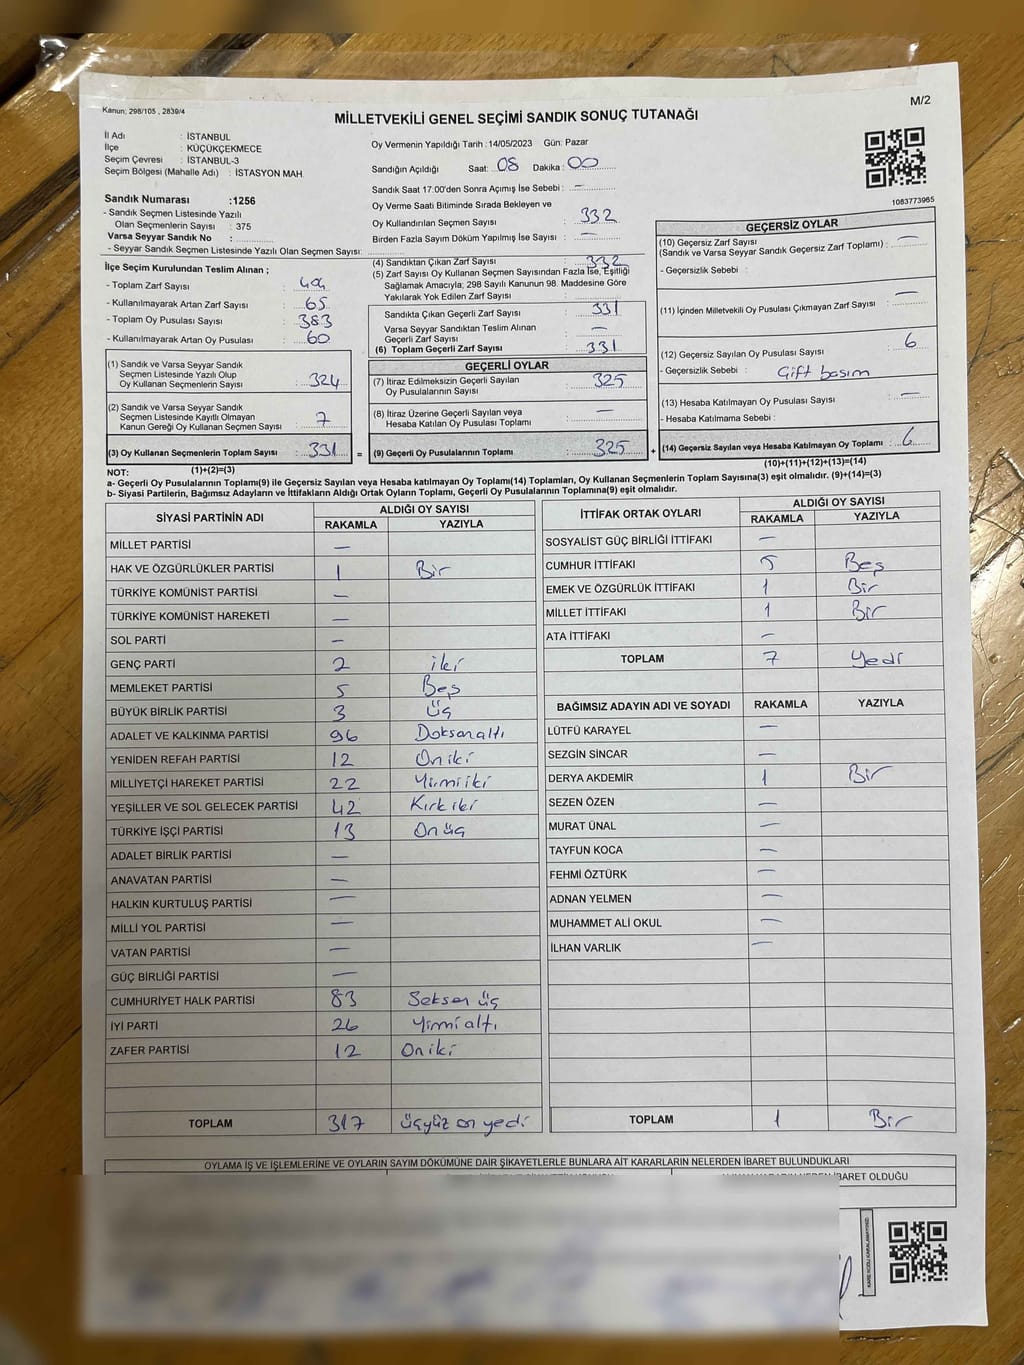 Kanun: 298/105 , 2839/4
M/2
MİLLETVEKİLİ GENEL SEÇİMİ SANDIK SONUÇ TUTANAĞI
İl Adı : İSTANBUL
İlçe : KÜÇÜKÇEKMECE
Seçim Çevresi : İSTANBUL-3
Seçim Bölgesi (Mahalle Adı) : İSTASYON MAH.
Sandık Numarası :1256
- Sandık Seçmen Listesinde Yazılı
Olan Seçmenlerin Sayısı : 375
Varsa Seyyar Sandık No :
- Seyyar Sandık Seçmen Listesinde Yazılı Olan Seçmen Sayısı:
Oy Vermenin Yapıldığı Tarih : 14/05/2023 Gün: Pazar
Sandığın Açıldığı Saat: 08 Dakika : 00
Sandık Saat 17:00'den Sonra Açımış İse Sebebi : —
Oy Verme Saati Bitiminde Sırada Bekleyen ve
Oy Kullandırılan Seçmen Sayısı : 332
Birden Fazla Sayım Döküm Yapılmış İse Sayısı : —
1083773965
İlçe Seçim Kurulundan Teslim Alınan ;
- Toplam Zarf Sayısı :
- Kullanılmayarak Artan Zarf Sayısı : 65
- Toplam Oy Pusulası Sayısı : 383
- Kullanılmayarak Artan Oy Pusulası : 60
(1) Sandık ve Varsa Seyyar Sandık
Seçmen Listesinde Yazılı Olup
Oy Kullanan Seçmenlerin Sayısı : 324
(2) Sandık ve Varsa Seyyar Sandık
Seçmen Listesinde Kayıtlı Olmayan
Kanun Gereği Oy Kullanan Seçmen Sayısı : 7
(3) Oy Kullanan Seçmenlerin Toplam Sayısı : 331 =
(4) Sandıktan Çıkan Zarf Sayısı : 332
(5) Zarf Sayısı Oy Kullanan Seçmen Sayısından Fazla İse, Eşitliği
Sağlamak Amacıyla; 298 Sayılı Kanunun 98. Maddesine Göre
Yakılarak Yok Edilen Zarf Sayısı :
Sandıkta Çıkan Geçerli Zarf Sayısı : 331
Varsa Seyyar Sandıktan Teslim Alınan
Geçerli Zarf Sayısı : —
(6) Toplam Geçerli Zarf Sayısı : 331
GEÇERLİ OYLAR
(7) İtiraz Edilmeksizin Geçerli Sayılan
Oy Pusulalarının Sayısı : 325
(8) İtiraz Üzerine Geçerli Sayılan veya
Hesaba Katılan Oy Pusulası Toplamı : —
(9) Geçerli Oy Pusulalarının Toplamı : 325 +
GEÇERSİZ OYLAR
(10) Geçersiz Zarf Sayısı : —
(Sandık ve Varsa Seyyar Sandık Geçersiz Zarf Toplamı)
- Geçersizlik Sebebi :
(11) İçinden Milletvekili Oy Pusulası Çıkmayan Zarf Sayısı : —
(12) Geçersiz Sayılan Oy Pusulası Sayısı : 6
- Geçersizlik Sebebi : Çift basım
(13) Hesaba Katılmayan Oy Pusulası Sayısı : —
- Hesaba Katılmama Sebebi :
(14) Geçersiz Sayılan veya Hesaba Katılmayan Oy Toplamı : 6
NOT: (1)+(2)=(3)
(10)+(11)+(12)+(13)=(14)
a- Geçerli Oy Pusulalarının Toplamı(9) ile Geçersiz Sayılan veya Hesaba katılmayan Oy Toplamı(14) Toplamları, Oy Kullanan Seçmenlerin Toplam Sayısına(3) eşit olmalıdır. (9)+(14)=(3)
b- Siyasi Partilerin, Bağımsız Adayların ve İttifakların Aldığı Ortak Oyların Toplamı, Geçerli Oy Pusulalarının Toplamına(9) eşit olmalıdır.
SİYASİ PARTİNİN ADI ALDIĞI OY SAYISI
RAKAMLA YAZIYLA
MİLLET PARTİSİ —
HAK VE ÖZGÜRLÜKLER PARTİSİ 1 Bir
TÜRKİYE KOMÜNİST PARTİSİ —
TÜRKİYE KOMÜNİST HAREKETİ —
SOL PARTİ —
GENÇ PARTİ 2 iki
MEMLEKET PARTİSİ 5 Beş
BÜYÜK BİRLİK PARTİSİ 3 üç
ADALET VE KALKINMA PARTİSİ 96 Doksanaltı
YENİDEN REFAH PARTİSİ 12 Oniki
MİLLİYETÇİ HAREKET PARTİSİ 22 Yirmiiki
YEŞİLLER VE SOL GELECEK PARTİSİ 42 Kırk iki
TÜRKİYE İŞÇİ PARTİSİ 13 Onüç
ADALET BİRLİK PARTİSİ —
ANAVATAN PARTİSİ —
HALKIN KURTULUŞ PARTİSİ —
MİLLİ YOL PARTİSİ —
VATAN PARTİSİ —
GÜÇ BİRLİĞİ PARTİSİ —
CUMHURİYET HALK PARTİSİ 83 Seksen üç
İYİ PARTİ 26 Yirmi altı
ZAFER PARTİSİ 12 Oniki
TOPLAM 317 üçyüz on yedi
İTTİFAK ORTAK OYLARI ALDIĞI OY SAYISI
RAKAMLA YAZIYLA
SOSYALİST GÜÇ BİRLİĞİ İTTİFAKI —
CUMHUR İTTİFAKI 5 Beş
EMEK VE ÖZGÜRLÜK İTTİFAKI 1 Bir
MİLLET İTTİFAKI 1 Bir
ATA İTTİFAKI —
TOPLAM 7 Yedi
BAĞIMSIZ ADAYIN ADI VE SOYADI RAKAMLA YAZIYLA
LÜTFÜ KARAYEL —
SEZGİN SİNCAR —
DERYA AKDEMİR 1 Bir
SEZEN ÖZEN —
MURAT ÜNAL —
TAYFUN KOCA —
FEHMİ ÖZTÜRK —
ADNAN YELMEN —
MUHAMMET ALİ OKUL —
İLHAN VARLIK —
TOPLAM 1 Bir
OYLAMA İŞ VE İŞLEMLERİNE VE OYLARIN SAYIM DÖKÜMÜNE DAİR ŞİKAYETLERLE BUNLARA AİT KARARLARIN NELERDEN İBARET BULUNDUKLARI
İBARET OLDUĞU